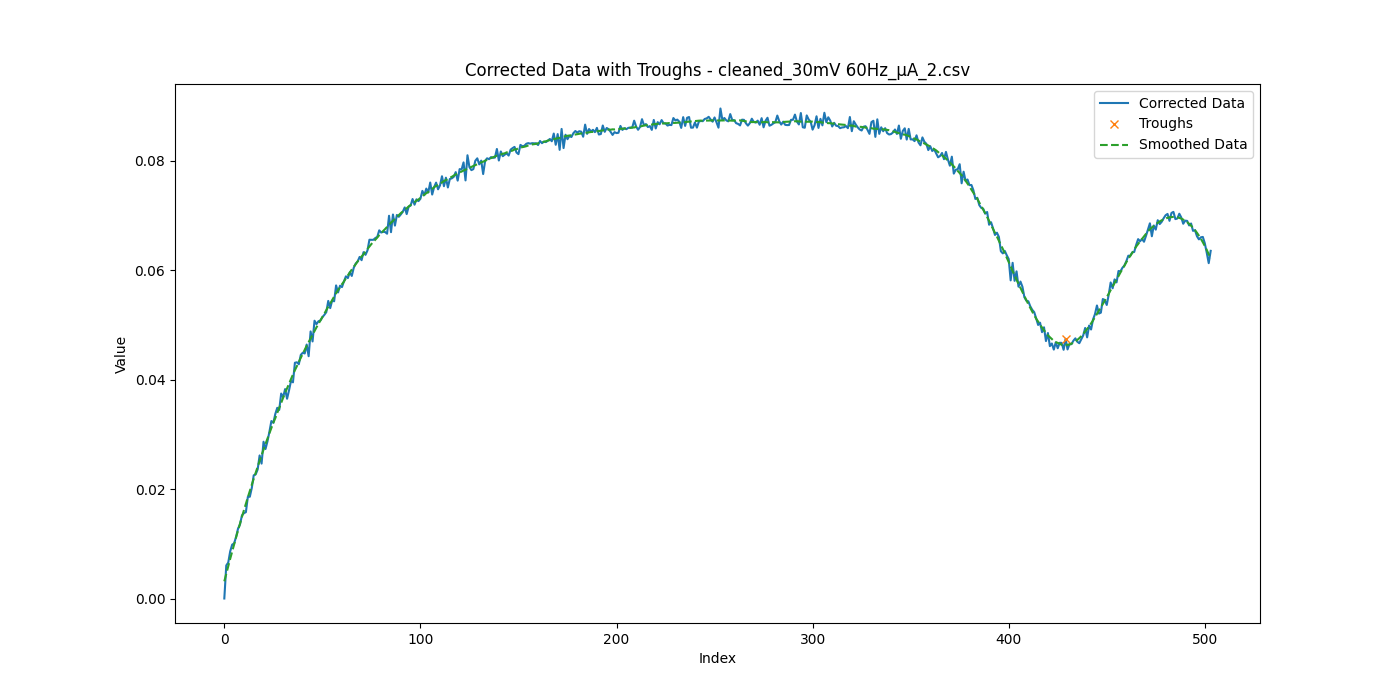 Corrected Data with Troughs - cleaned_30mV 60Hz_μA_2.csv
Corrected Data
Troughs
Smoothed Data
Value
0.08
0.06
0.04
0.02
0.00
0 100 200 300 400 500
Index